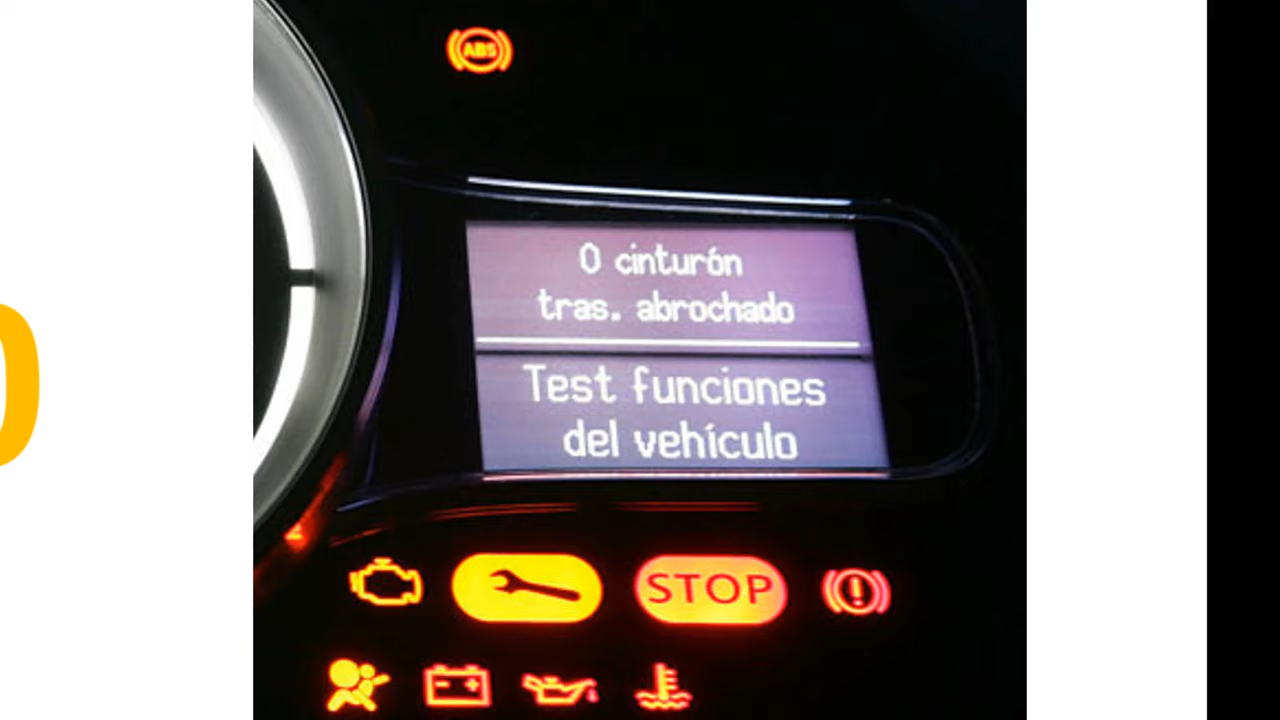 ABS
0 cinturón
tras. abrochado
Test funciones
del vehículo
STOP